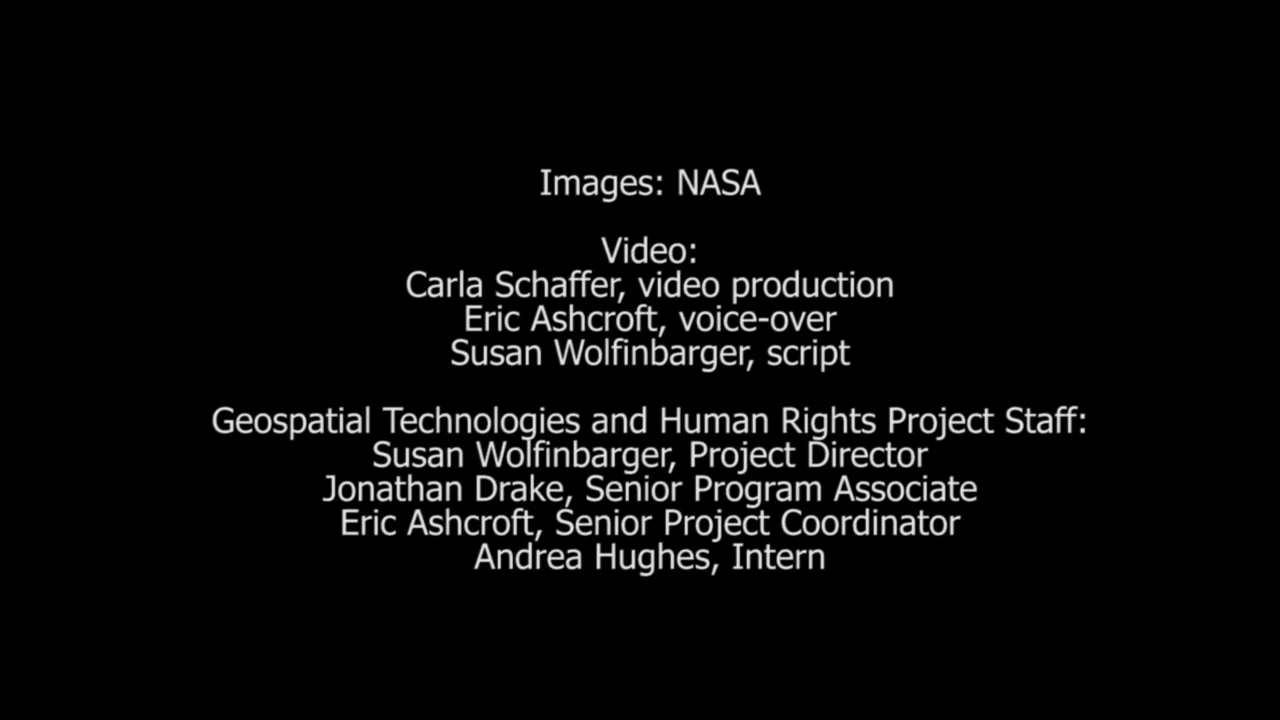 Images: NASA
Video:
Carla Schaffer, video production
Eric Ashcroft, voice-over
Susan Wolfinbarger, script
Geospatial Technologies and Human Rights Project Staff:
Susan Wolfinbarger, Project Director
Jonathan Drake, Senior Program Associate
Eric Ashcroft, Senior Project Coordinator
Andrea Hughes, Intern